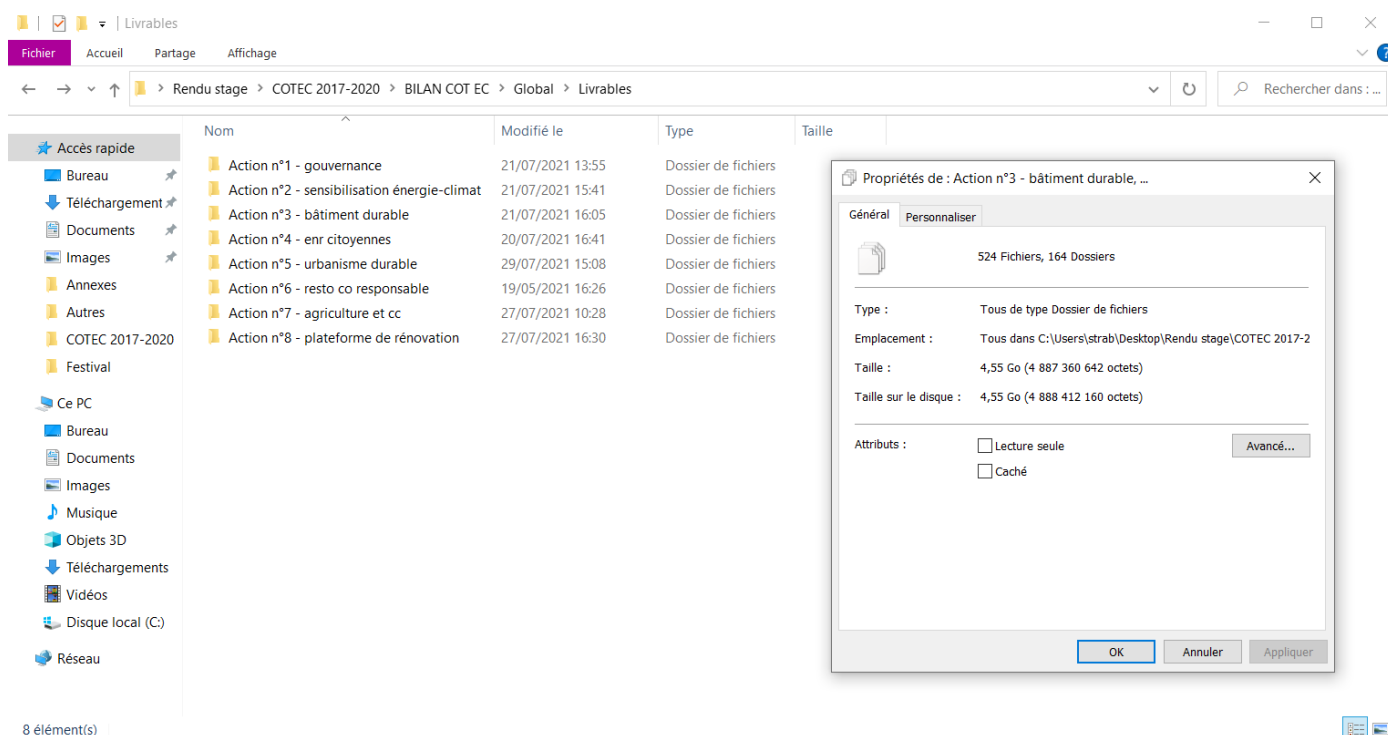 Livrables
Fichier Accueil Partage Affichage
Rendu stage > COTEC 2017-2020 > BILAN COT EC > Global > Livrables
Rechercher dans : ...
Nom Modifié le Type Taille
Accès rapide
Bureau
Téléchargement
Documents
Images
Annexes
Autres
COTEC 2017-2020
Festival
Ce PC
Bureau
Documents
Images
Musique
Objets 3D
Téléchargements
Vidéos
Disque local (C:)
Réseau
Action n°1 - gouvernance 21/07/2021 13:55 Dossier de fichiers
Action n°2 - sensibilisation énergie-climat 21/07/2021 15:41 Dossier de fichiers
Action n°3 - bâtiment durable 21/07/2021 16:05 Dossier de fichiers
Action n°4 - enr citoyennes 20/07/2021 16:41 Dossier de fichiers
Action n°5 - urbanisme durable 29/07/2021 15:08 Dossier de fichiers
Action n°6 - resto co responsable 19/05/2021 16:26 Dossier de fichiers
Action n°7 - agriculture et cc 27/07/2021 10:28 Dossier de fichiers
Action n°8 - plateforme de rénovation 27/07/2021 16:30 Dossier de fichiers
Propriétés de : Action n°3 - bâtiment durable, ...
Général Personnaliser
524 Fichiers, 164 Dossiers
Type : Tous de type Dossier de fichiers
Emplacement : Tous dans C:\Users\strab\Desktop\Rendu stage\COTEC 2017-2
Taille : 4,55 Go (4 887 360 642 octets)
Taille sur le disque : 4,55 Go (4 888 412 160 octets)
Attributs : Lecture seule Avancé...
Caché
OK Annuler Appliquer
8 élément(s)